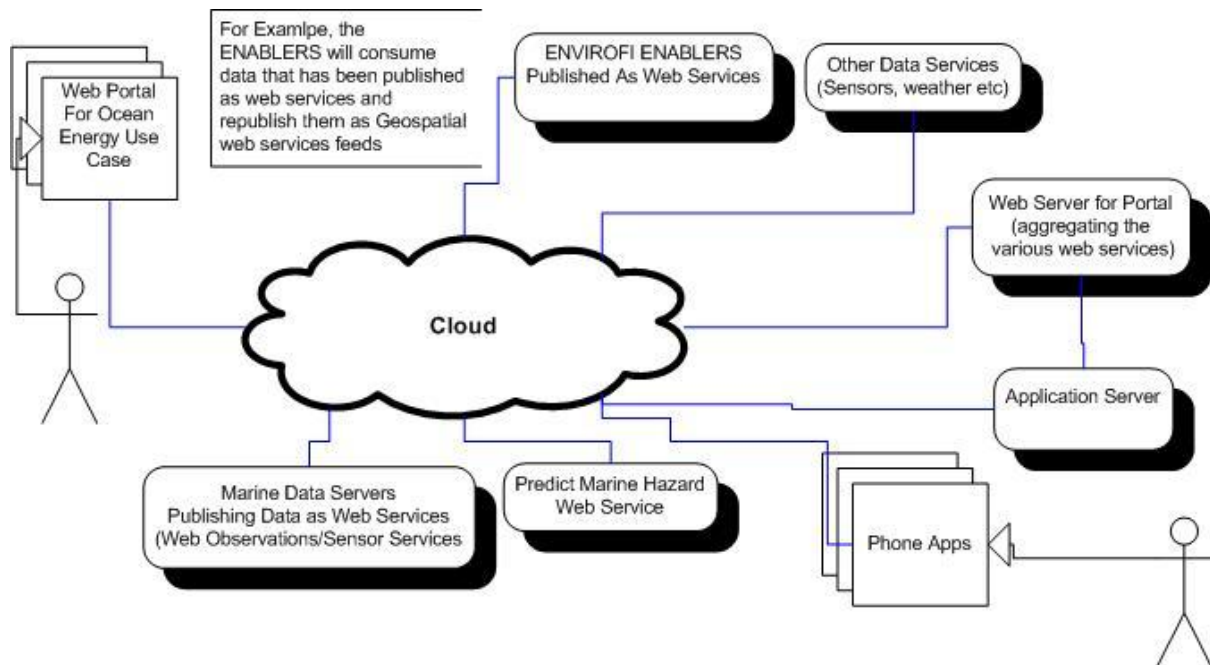 For Examlpe, the
ENABLERS will consume
data that has been published
as web services and
republish them as Geospatial
web services feeds
ENVIROFI ENABLERS
Published As Web Services
Other Data Services
(Sensors, weather etc)
Web Portal
For Ocean
Energy Use
Case
Web Server for Portal
(aggregating the
various web services)
Cloud
Application Server
Marine Data Servers
Publishing Data as Web Services
(Web Observations/Sensor Services
Predict Marine Hazard
Web Service
Phone Apps